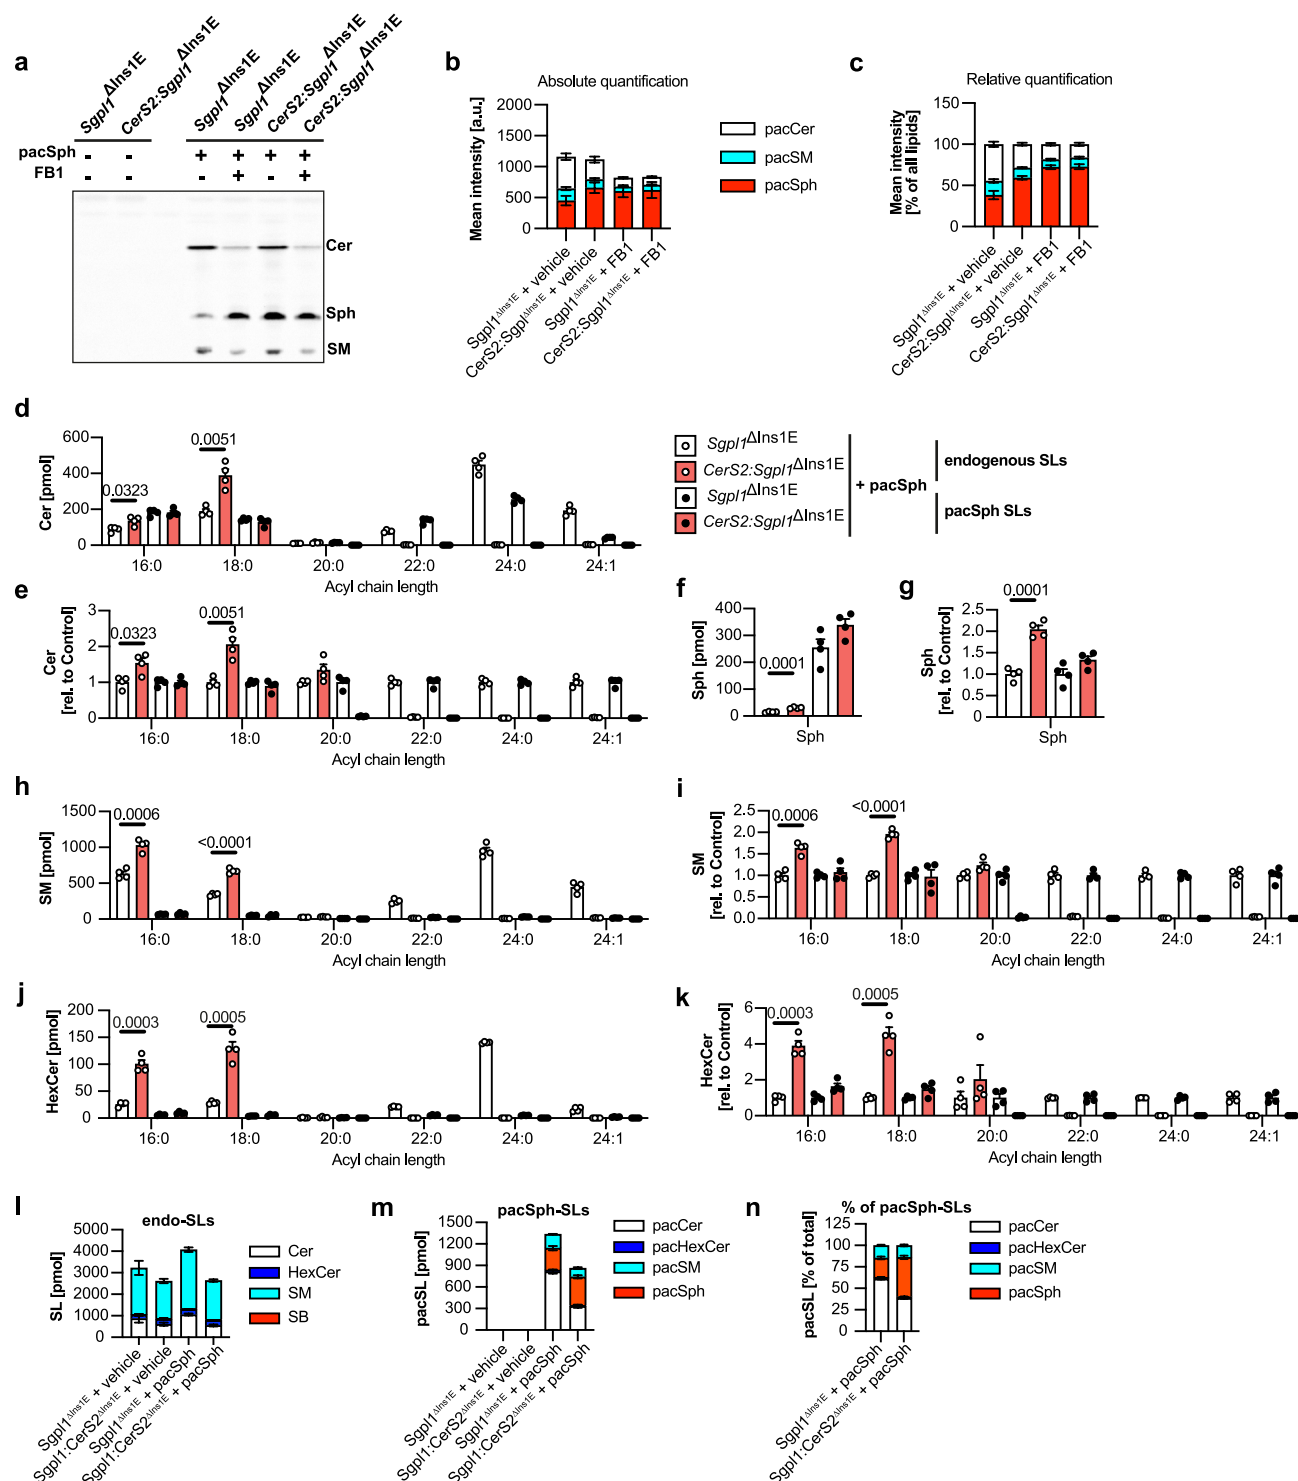 a
Sgpl1ΔIns1E
CerS2:Sgpl1ΔIns1E
Sgpl1ΔIns1E
Sgpl1ΔIns1E
CerS2:Sgpl1ΔIns1E
CerS2:Sgpl1ΔIns1E
pacSph - - + + + +
FB1 - - - + - +
Cer
Sph
SM
b
Absolute quantification
Mean intensity [a.u.]
2000
1500
1000
500
0
Sgpl1ΔIns1E + vehicle
CerS2:SgplΔIns1E + vehicle
Sgpl1ΔIns1E + FB1
CerS2:Sgpl1ΔIns1E + FB1
pacCer
pacSM
pacSph
c
Relative quantification
Mean intensity
[% of all lipids]
100
50
0
Sgpl1ΔIns1E + vehicle
CerS2:Sgpl1ΔIns1E + vehicle
Sgpl1ΔIns1E + FB1
CerS2:Sgpl1ΔIns1E + FB1
d
Cer [pmol]
600
400
200
0
0.0323
0.0051
16:0 18:0 20:0 22:0 24:0 24:1
Acyl chain length
Sgpl1ΔIns1E
CerS2:Sgpl1ΔIns1E
Sgpl1ΔIns1E
CerS2:Sgpl1ΔIns1E
+ pacSph
endogenous SLs
pacSph SLs
e
Cer
[rel. to Control]
3
2
1
0
0.0323
0.0051
16:0 18:0 20:0 22:0 24:0 24:1
Acyl chain length
f
Sph [pmol]
400
300
200
100
0
0.0001
Sph
g
Sph
[rel. to Control]
2.5
2.0
1.5
1.0
0.5
0
0.0001
Sph
h
SM [pmol]
1500
1000
500
0
0.0006
<0.0001
16:0 18:0 20:0 22:0 24:0 24:1
Acyl chain length
i
SM
[rel. to Control]
2.5
2.0
1.5
1.0
0.5
0.0
0.0006
<0.0001
16:0 18:0 20:0 22:0 24:0 24:1
Acyl chain length
j
HexCer [pmol]
200
150
100
50
0
0.0003
0.0005
16:0 18:0 20:0 22:0 24:0 24:1
Acyl chain length
k
HexCer
[rel. to Control]
6
4
2
0
0.0003
0.0005
16:0 18:0 20:0 22:0 24:0 24:1
Acyl chain length
l
endo-SLs
SL [pmol]
5000
4000
3000
2000
1000
0
Sgpl1ΔIns1E + vehicle
Sgpl1:CerS2ΔIns1E + vehicle
Sgpl1ΔIns1E + pacSph
Sgpl1:CerS2ΔIns1E + pacSph
Cer
HexCer
SM
SB
m
pacSph-SLs
pacSL [pmol]
1500
1200
900
600
300
0
Sgpl1ΔIns1E + vehicle
Sgpl1:CerS2ΔIns1E + vehicle
Sgpl1ΔIns1E + pacSph
Sgpl1:CerS2ΔIns1E + pacSph
pacCer
pacHexCer
pacSM
pacSph
n
% of pacSph-SLs
pacSL [% of total]
125
100
75
50
25
0
Sgpl1ΔIns1E + pacSph
Sgpl1:CerS2ΔIns1E + pacSph
pacCer
pacHexCer
pacSM
pacSph